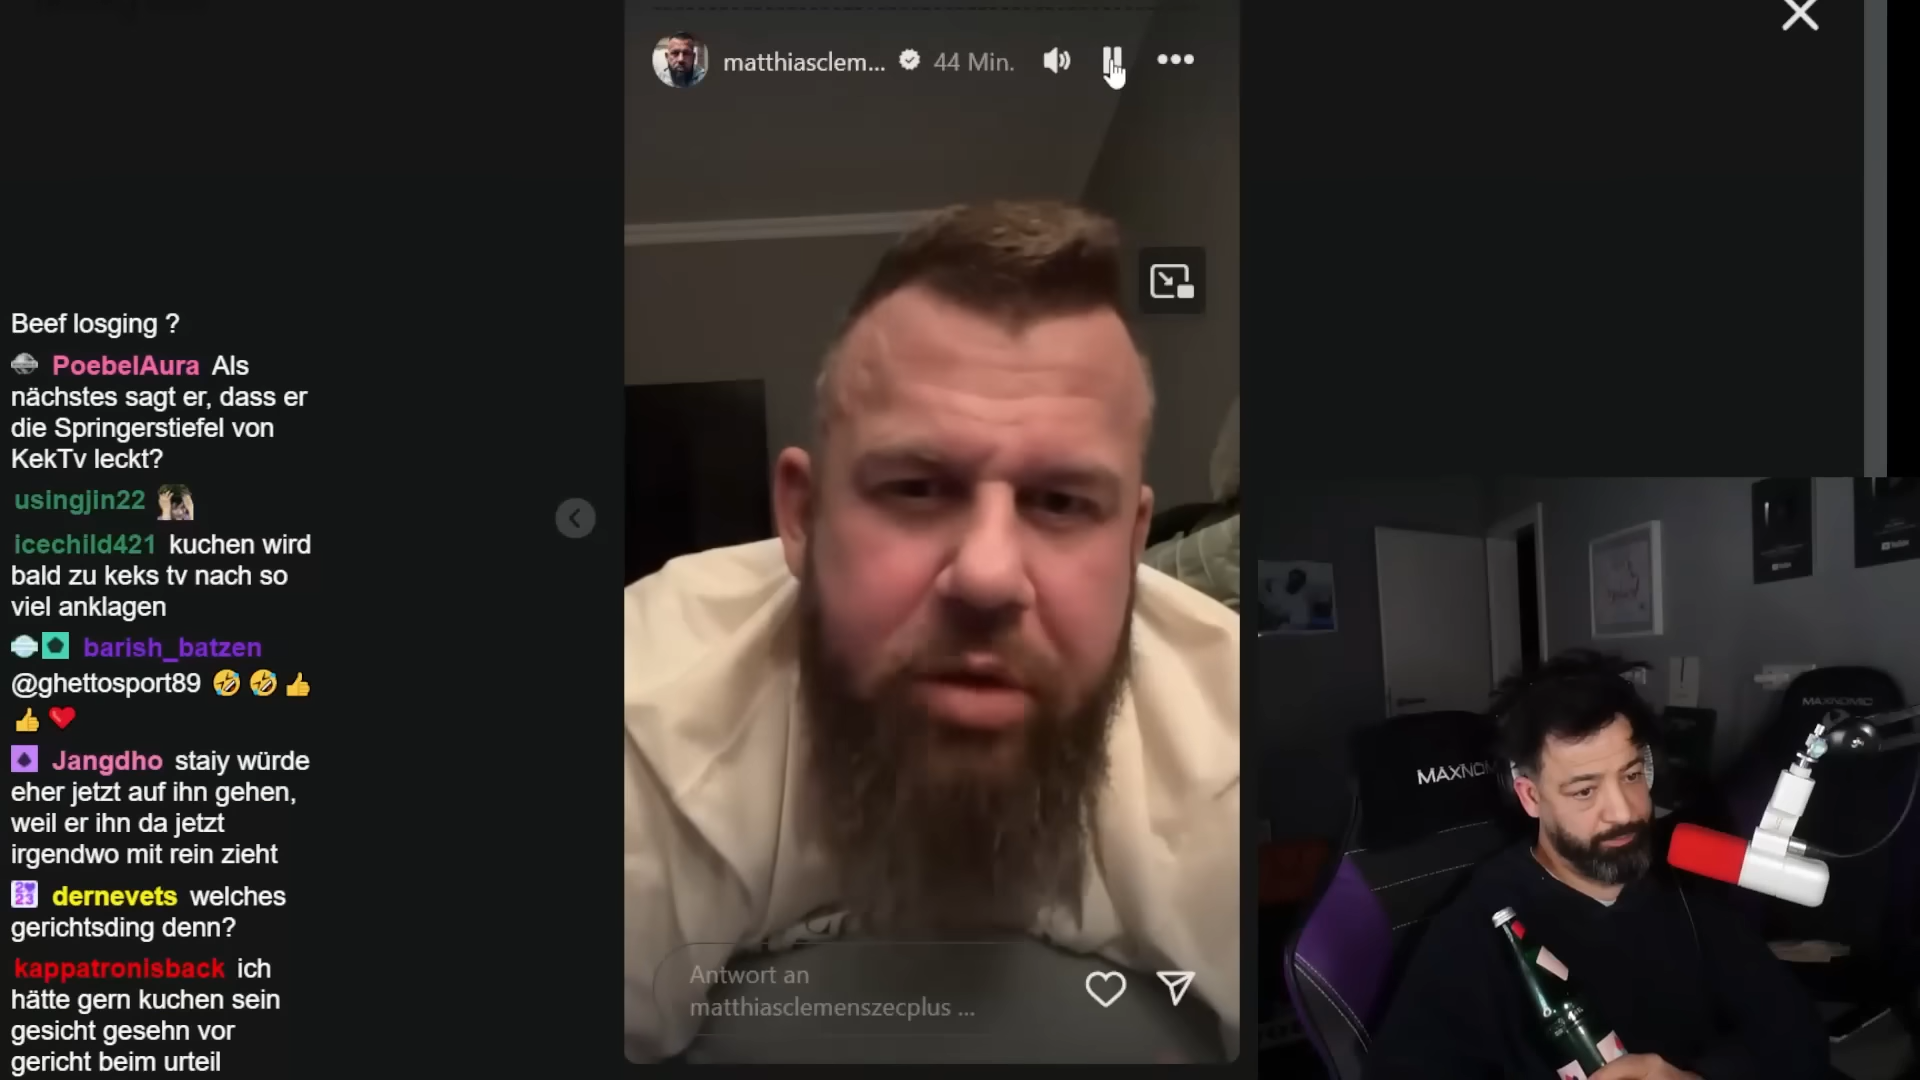 matthiasclem... 44 Min.
Beef losging ?
PoebelAura Als
nächstes sagt er, dass er
die Springerstiefel von
KekTv leckt?
usingjin22
icechild421 kuchen wird
bald zu keks tv nach so
viel anklagen
barish_batzen
@ghettosport89
Jangdho staiy würde
eher jetzt auf ihn gehen,
weil er ihn da jetzt
irgendwo mit rein zieht
dernevets welches
gerichtsding denn?
kappatronisback ich
hätte gern kuchen sein
gesicht gesehn vor
gericht beim urteil
Antwort an
matthiasclemenszecplus ...
MAXNOMIC